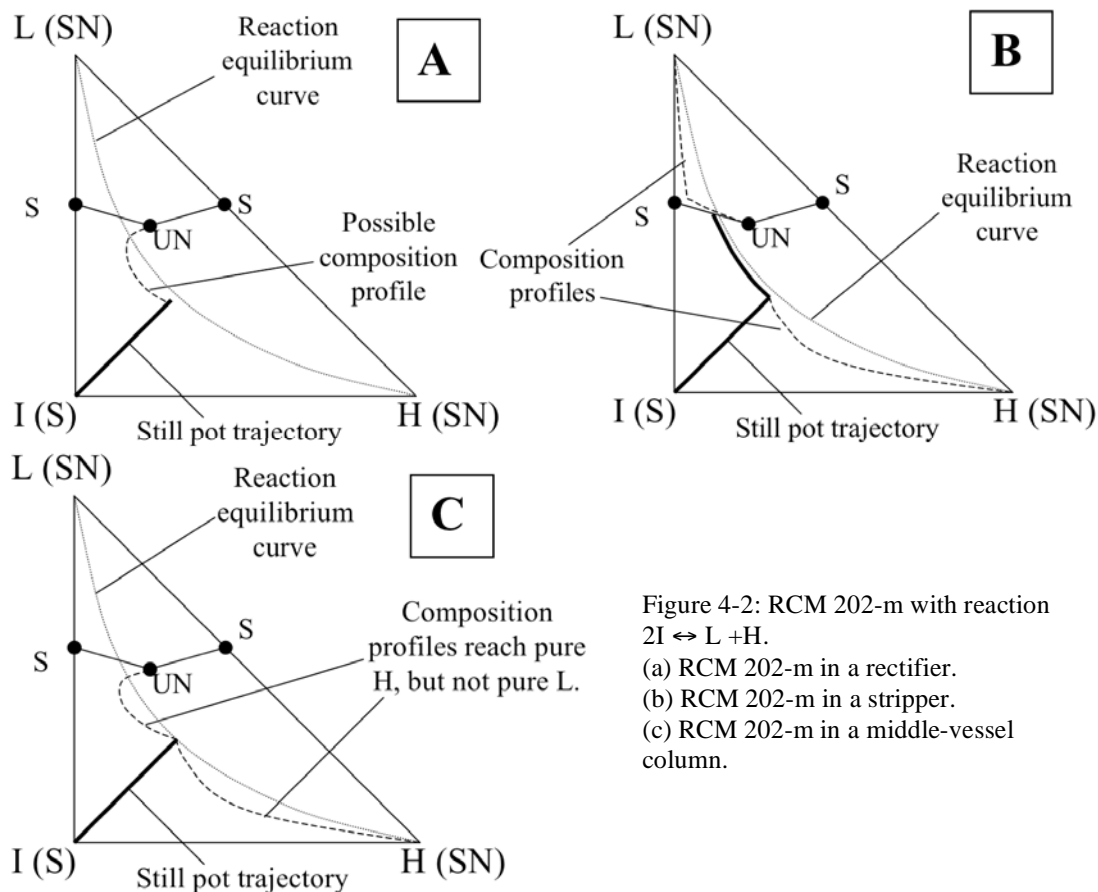 L (SN)
Reaction
equilibrium
curve
A
S
S
UN
Possible
composition
profile
I (S)
H (SN)
Still pot trajectory
L (SN)
B
S
S
UN
Reaction
equilibrium
curve
Composition
profiles
I (S)
H (SN)
Still pot trajectory
L (SN)
Reaction
equilibrium
curve
C
S
S
UN
Composition
profiles reach pure
H, but not pure L.
I (S)
H (SN)
Still pot trajectory
Figure 4-2: RCM 202-m with reaction
2I ⇔ L +H.
(a) RCM 202-m in a rectifier.
(b) RCM 202-m in a stripper.
(c) RCM 202-m in a middle-vessel
column.